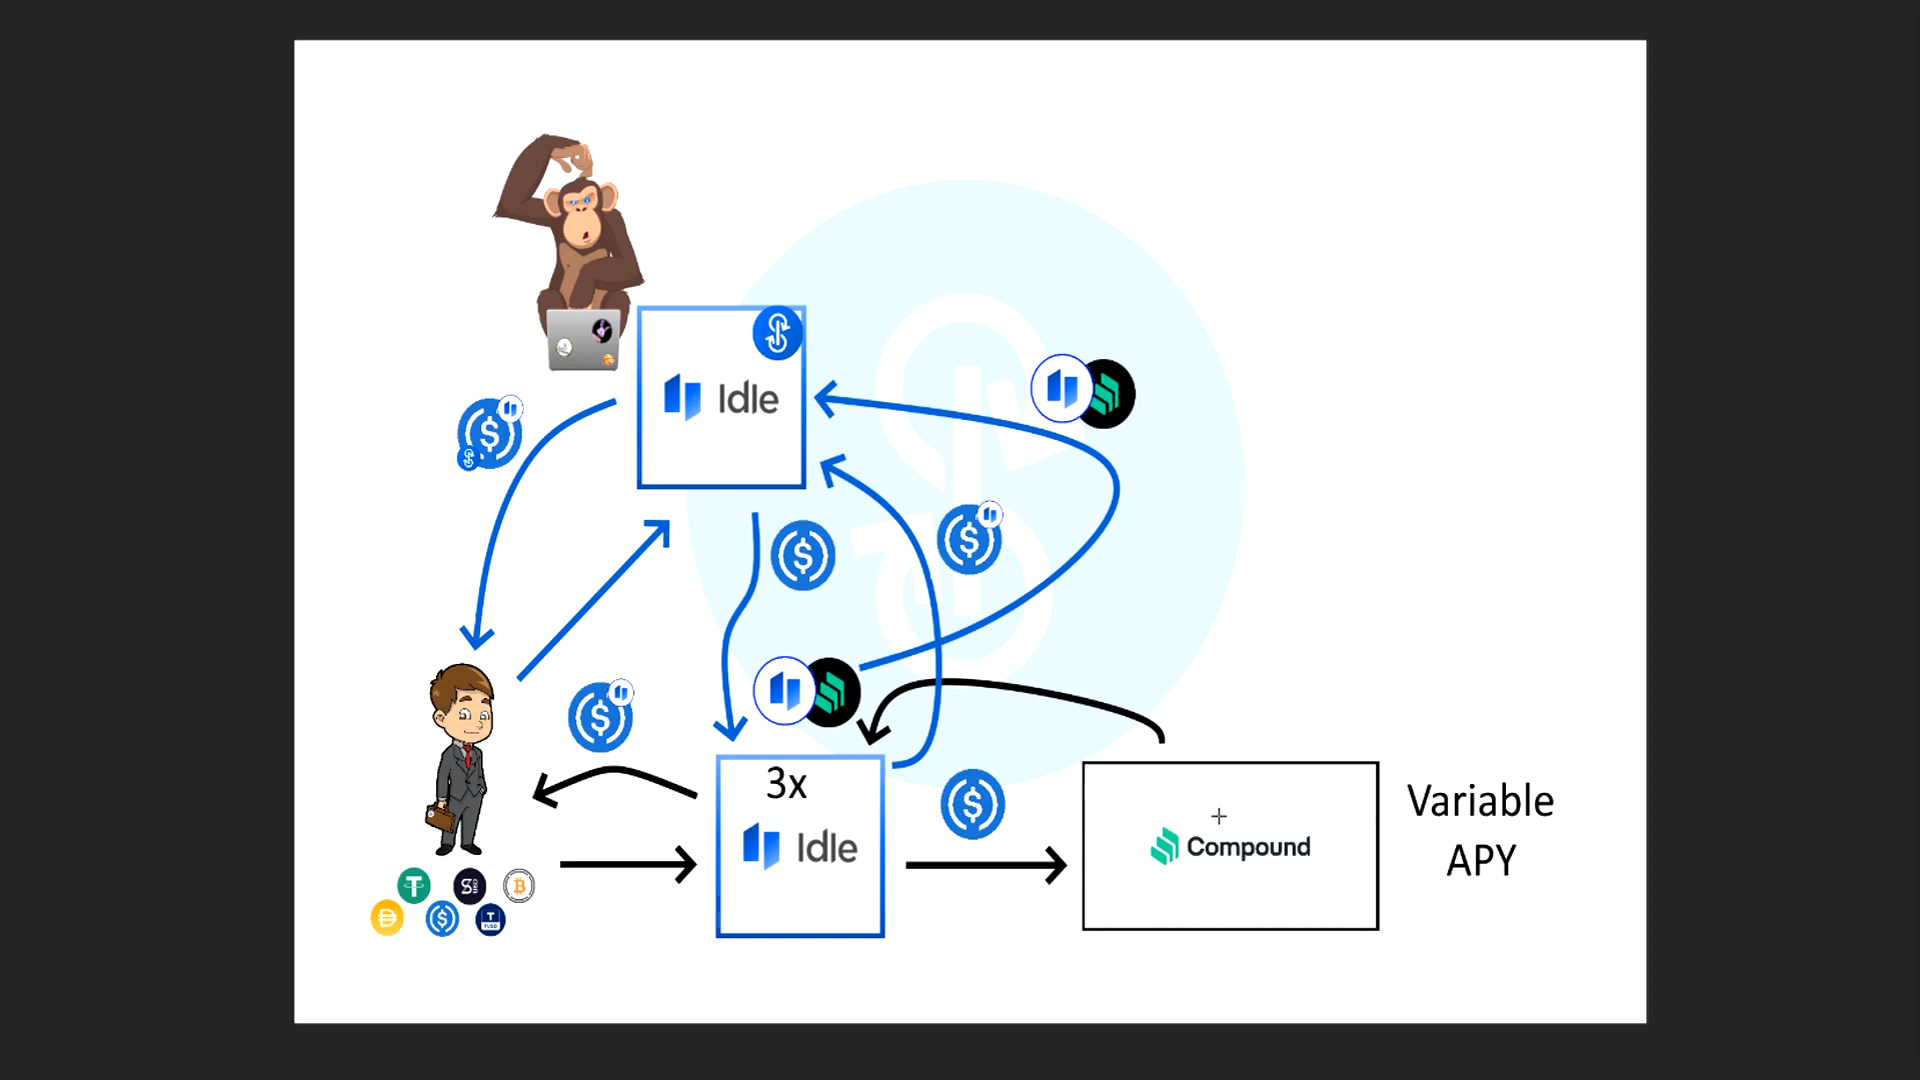 Idle
3x
Idle
Compound
Variable
APY